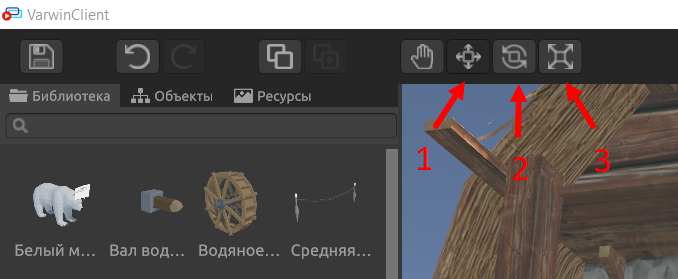 VarwinClient
Библиотека Объекты Ресурсы
1 2 3
Белый м... Вал вод... Водяное... Средняя...